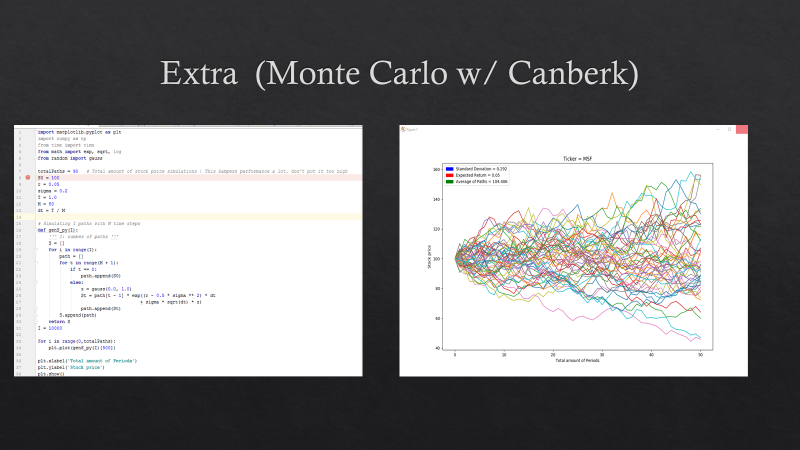 Extra (Monte Carlo w/ Canberk)
import matplotlib.pyplot as plt
import numpy as np
from time import time
from math import exp, sqrt, log
from random import gauss
totalPaths = 90 # Total amount of stock price simulations | This hampers performance a lot, don't put it too high
S0 = 100
r = 0.05
sigma = 0.2
T = 1.0
M = 50
dt = T / M
# Simulating I paths with M time steps
def genS_py(I):
''' I: number of paths '''
S = []
for i in range(I):
path = []
for t in range(M + 1):
if t == 0:
path.append(S0)
else:
z = gauss(0.0, 1.0)
St = path[t - 1] * exp((r - 0.5 * sigma ** 2) * dt
+ sigma * sqrt(dt) * z)
path.append(St)
S.append(path)
return S
I = 10000
for i in range(0,totalPaths):
plt.plot(genS_py(I)[500])
plt.xlabel('Total amount of Periods')
plt.ylabel('Stock price')
plt.show()
Ticker = MSF
Standard Deviation = 0.202
Expected Return = 0.05
160
140
120
100
80
60
40
Stock price
0 10 20 30 40 50
Total amount of Periods